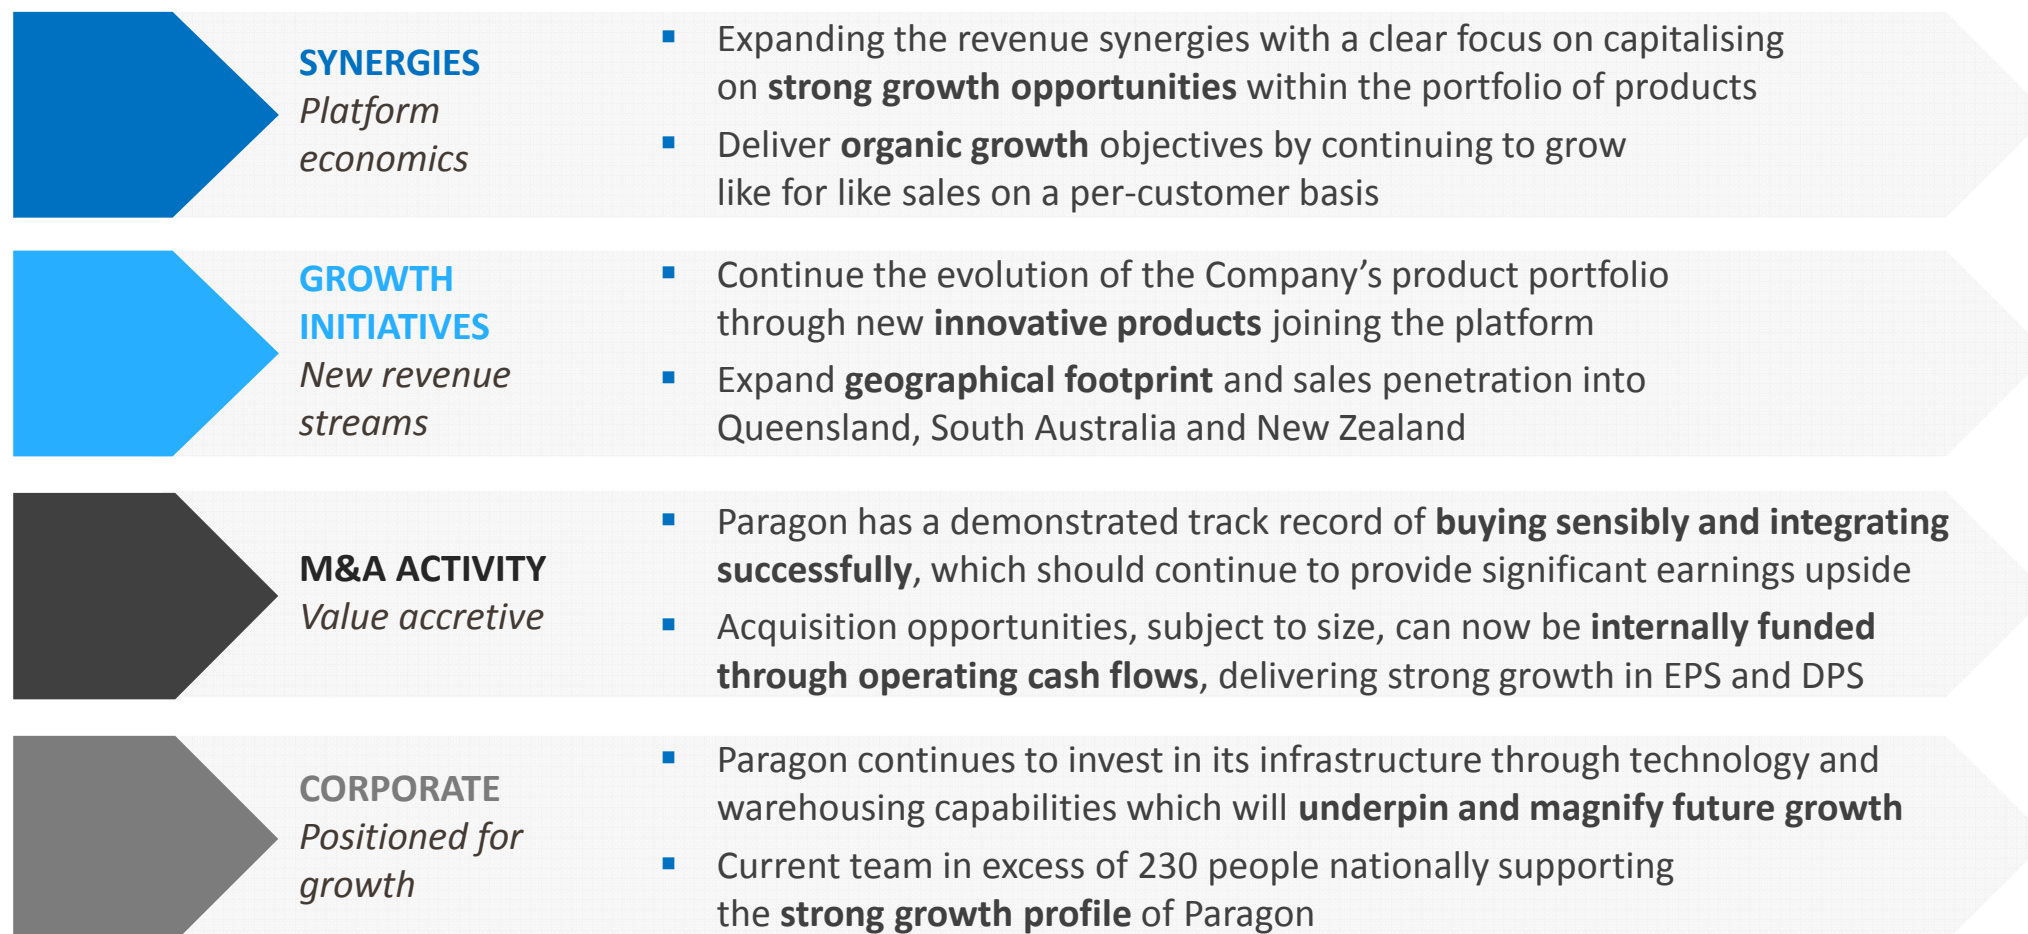 SYNERGIES
Platform
economics
▪ Expanding the revenue synergies with a clear focus on capitalising
on strong growth opportunities within the portfolio of products
▪ Deliver organic growth objectives by continuing to grow
like for like sales on a per-customer basis
GROWTH
INITIATIVES
New revenue
streams
▪ Continue the evolution of the Company’s product portfolio
through new innovative products joining the platform
▪ Expand geographical footprint and sales penetration into
Queensland, South Australia and New Zealand
M&A ACTIVITY
Value accretive
▪ Paragon has a demonstrated track record of buying sensibly and integrating
successfully, which should continue to provide significant earnings upside
▪ Acquisition opportunities, subject to size, can now be internally funded
through operating cash flows, delivering strong growth in EPS and DPS
CORPORATE
Positioned for
growth
▪ Paragon continues to invest in its infrastructure through technology and
warehousing capabilities which will underpin and magnify future growth
▪ Current team in excess of 230 people nationally supporting
the strong growth profile of Paragon